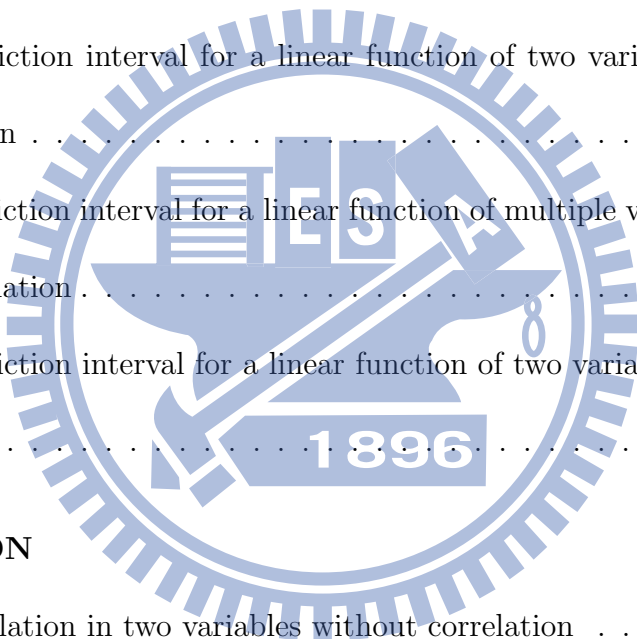 iction interval for a linear function of two vari
n . . . . . . . . . . . . . . . . . . . . . . . . .
E S A
iction interval for a linear function of multiple v
lation . . . . . . . . . . . . . . . . . . . . . . .
iction interval for a linear function of two varia
. . . . . . . . . . . . . . . . . . . . . . . . . .
1896
ON
lation in two variables without correlation . . .